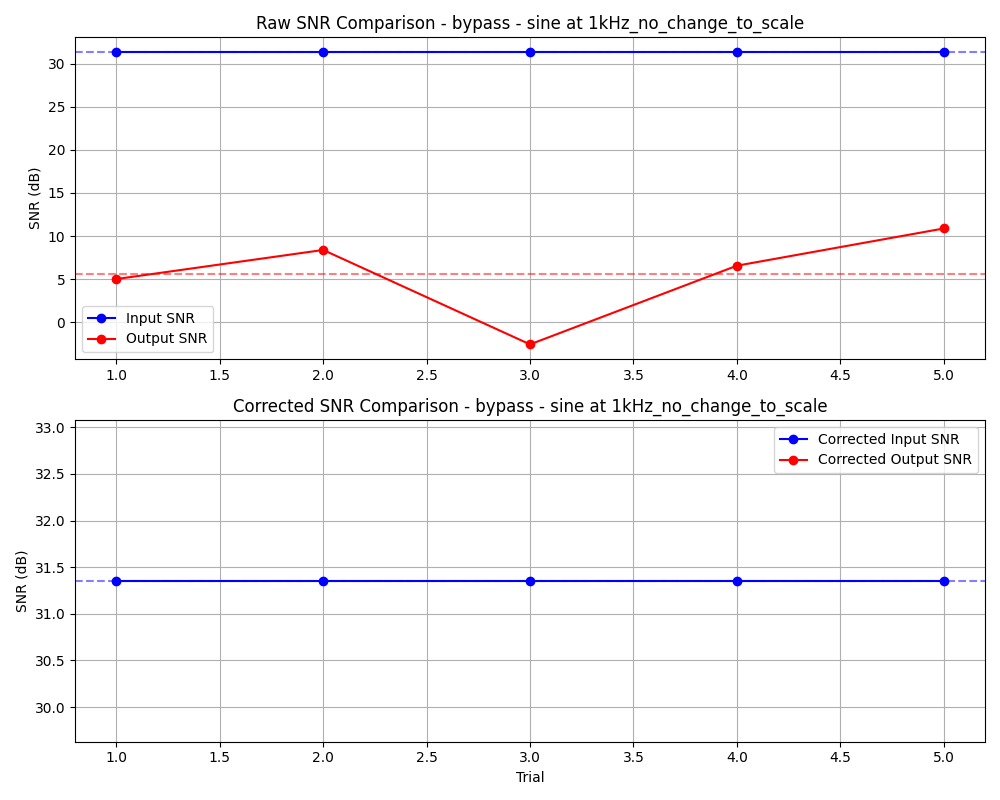 Raw SNR Comparison - bypass - sine at 1kHz_no_change_to_scale
SNR (dB)
30
25
20
15
10
5
0
Input SNR
Output SNR
1.0 1.5 2.0 2.5 3.0 3.5 4.0 4.5 5.0
Corrected SNR Comparison - bypass - sine at 1kHz_no_change_to_scale
SNR (dB)
33.0
32.5
32.0
31.5
31.0
30.5
30.0
Corrected Input SNR
Corrected Output SNR
1.0 1.5 2.0 2.5 3.0 3.5 4.0 4.5 5.0
Trial